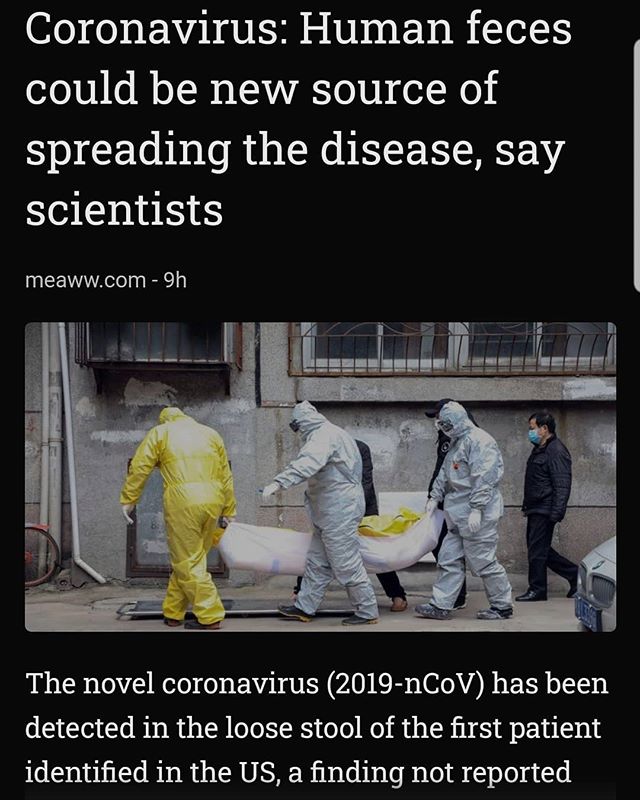 Coronavirus: Human feces
could be new source of
spreading the disease, say
scientists
meaww.com - 9h
The novel coronavirus (2019-nCoV) has been
detected in the loose stool of the first patient
identified in the US, a finding not reported